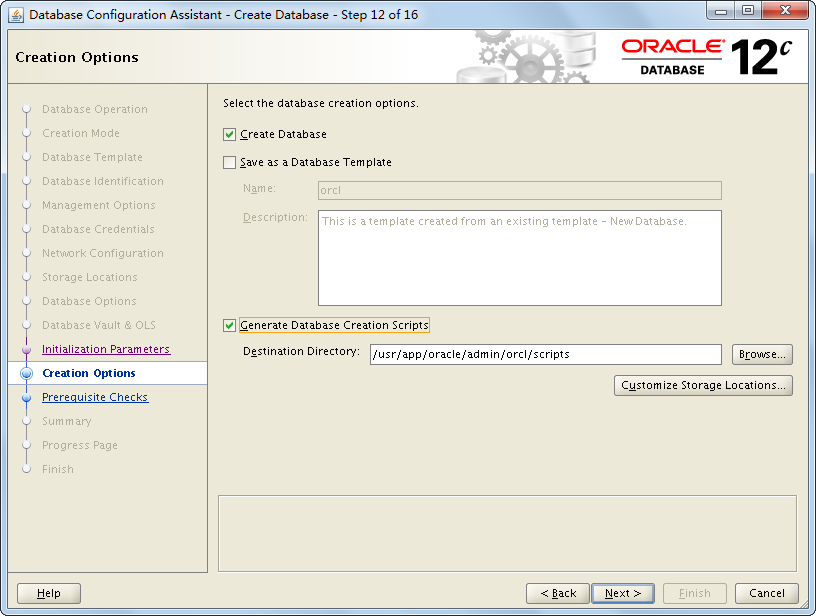 Database Configuration Assistant - Create Database - Step 12 of 16
Creation Options
ORACLE®
DATABASE
12c
Database Operation
Creation Mode
Database Template
Database Identification
Management Options
Database Credentials
Network Configuration
Storage Locations
Database Options
Database Vault & OLS
Initialization Parameters
Creation Options
Prerequisite Checks
Summary
Progress Page
Finish
Select the database creation options.
Create Database
Save as a Database Template
Name:
orcl
Description:
This is a template created from an existing template - New Database.
Generate Database Creation Scripts
Destination Directory:
/usr/app/oracle/admin/orcl/scripts
Browse...
Customize Storage Locations...
Help
< Back
Next >
Finish
Cancel